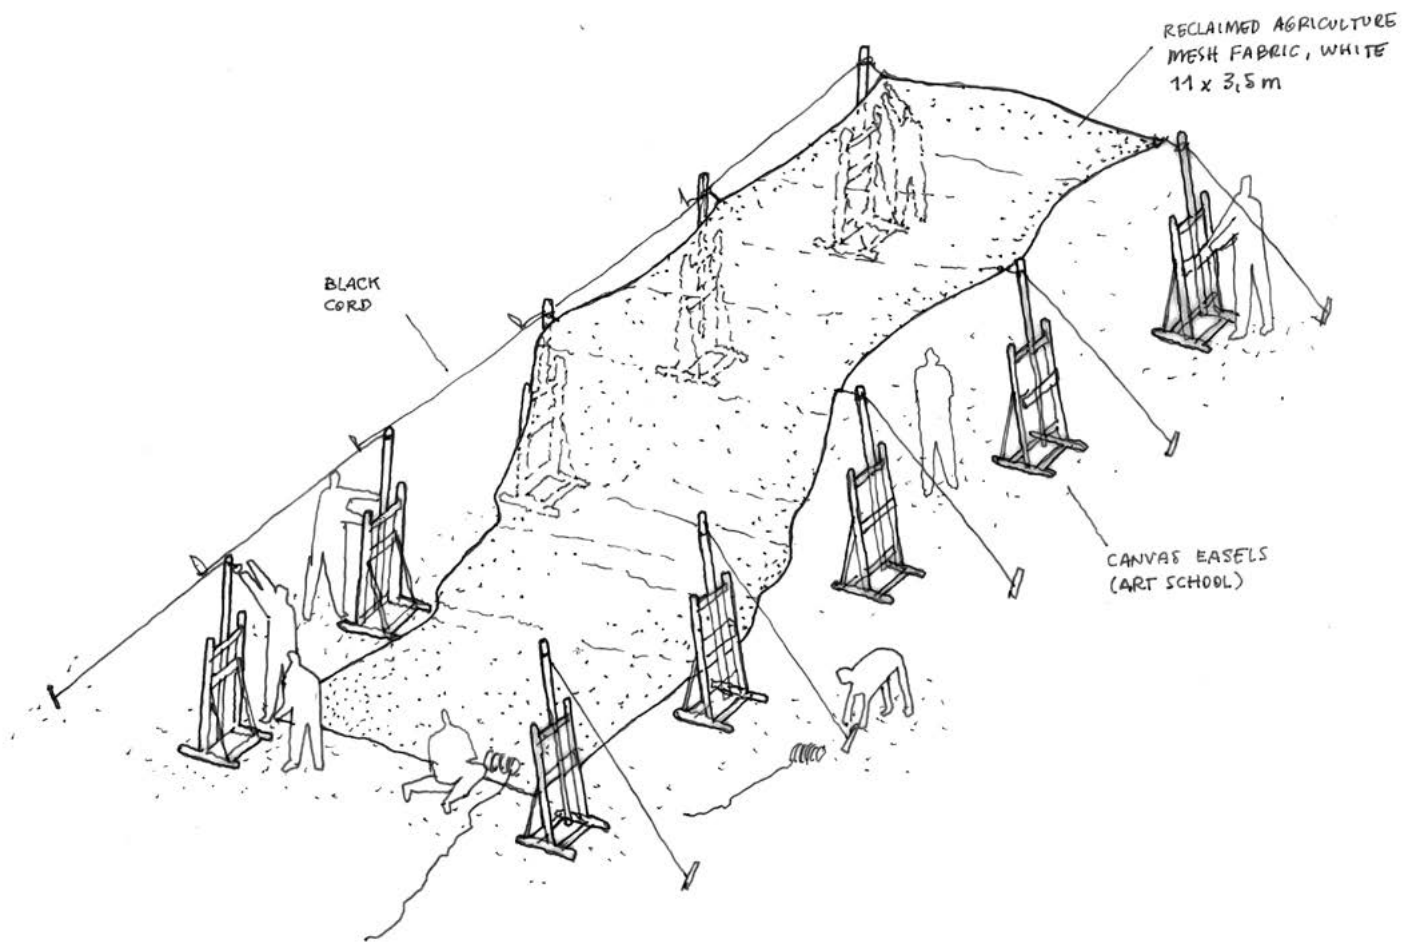 RECLAIMED AGRICULTURE
MESH FABRIC, WHITE
11 x 3,5 m
BLACK
CORD
CANVAS EASELS
(ART SCHOOL)